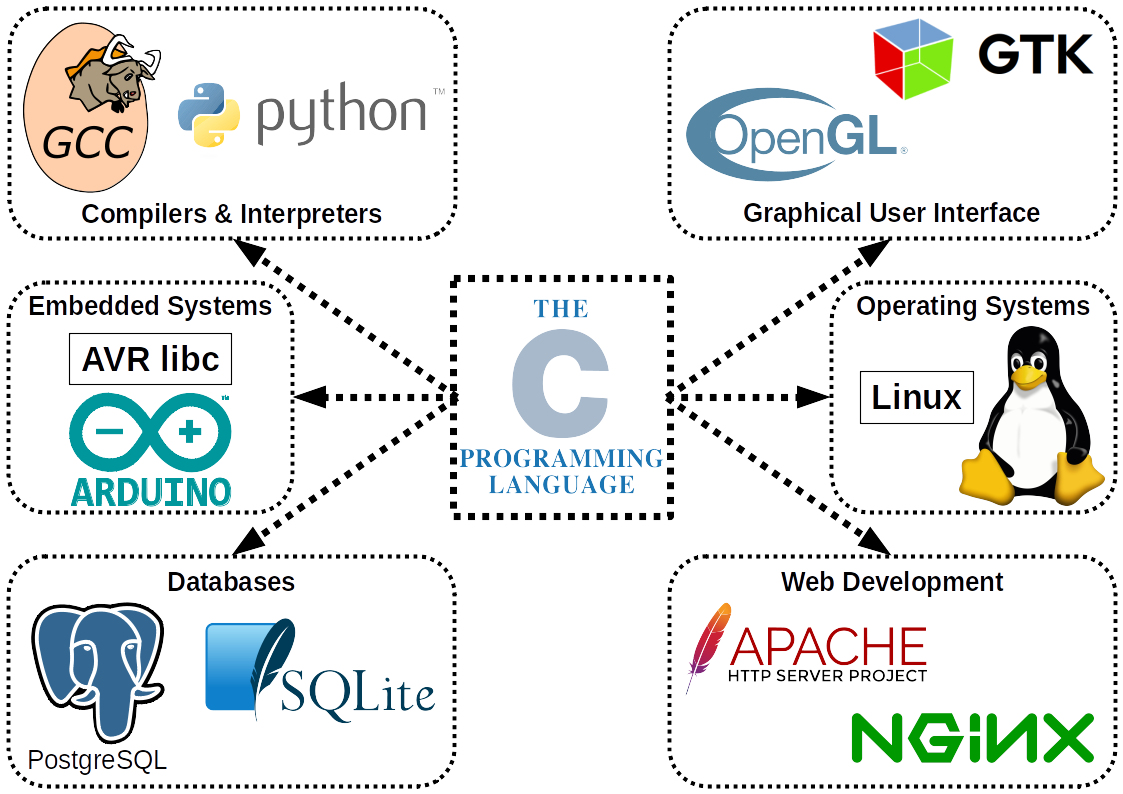 GCC
python™
Compilers & Interpreters
GTK
OpenGL®
Graphical User Interface
Embedded Systems
AVR libc
™
ARDUINO
THE
C
PROGRAMMING
LANGUAGE
Operating Systems
Linux
Databases
PostgreSQL
SQLite
Web Development
APACHE
HTTP SERVER PROJECT
NGiNX